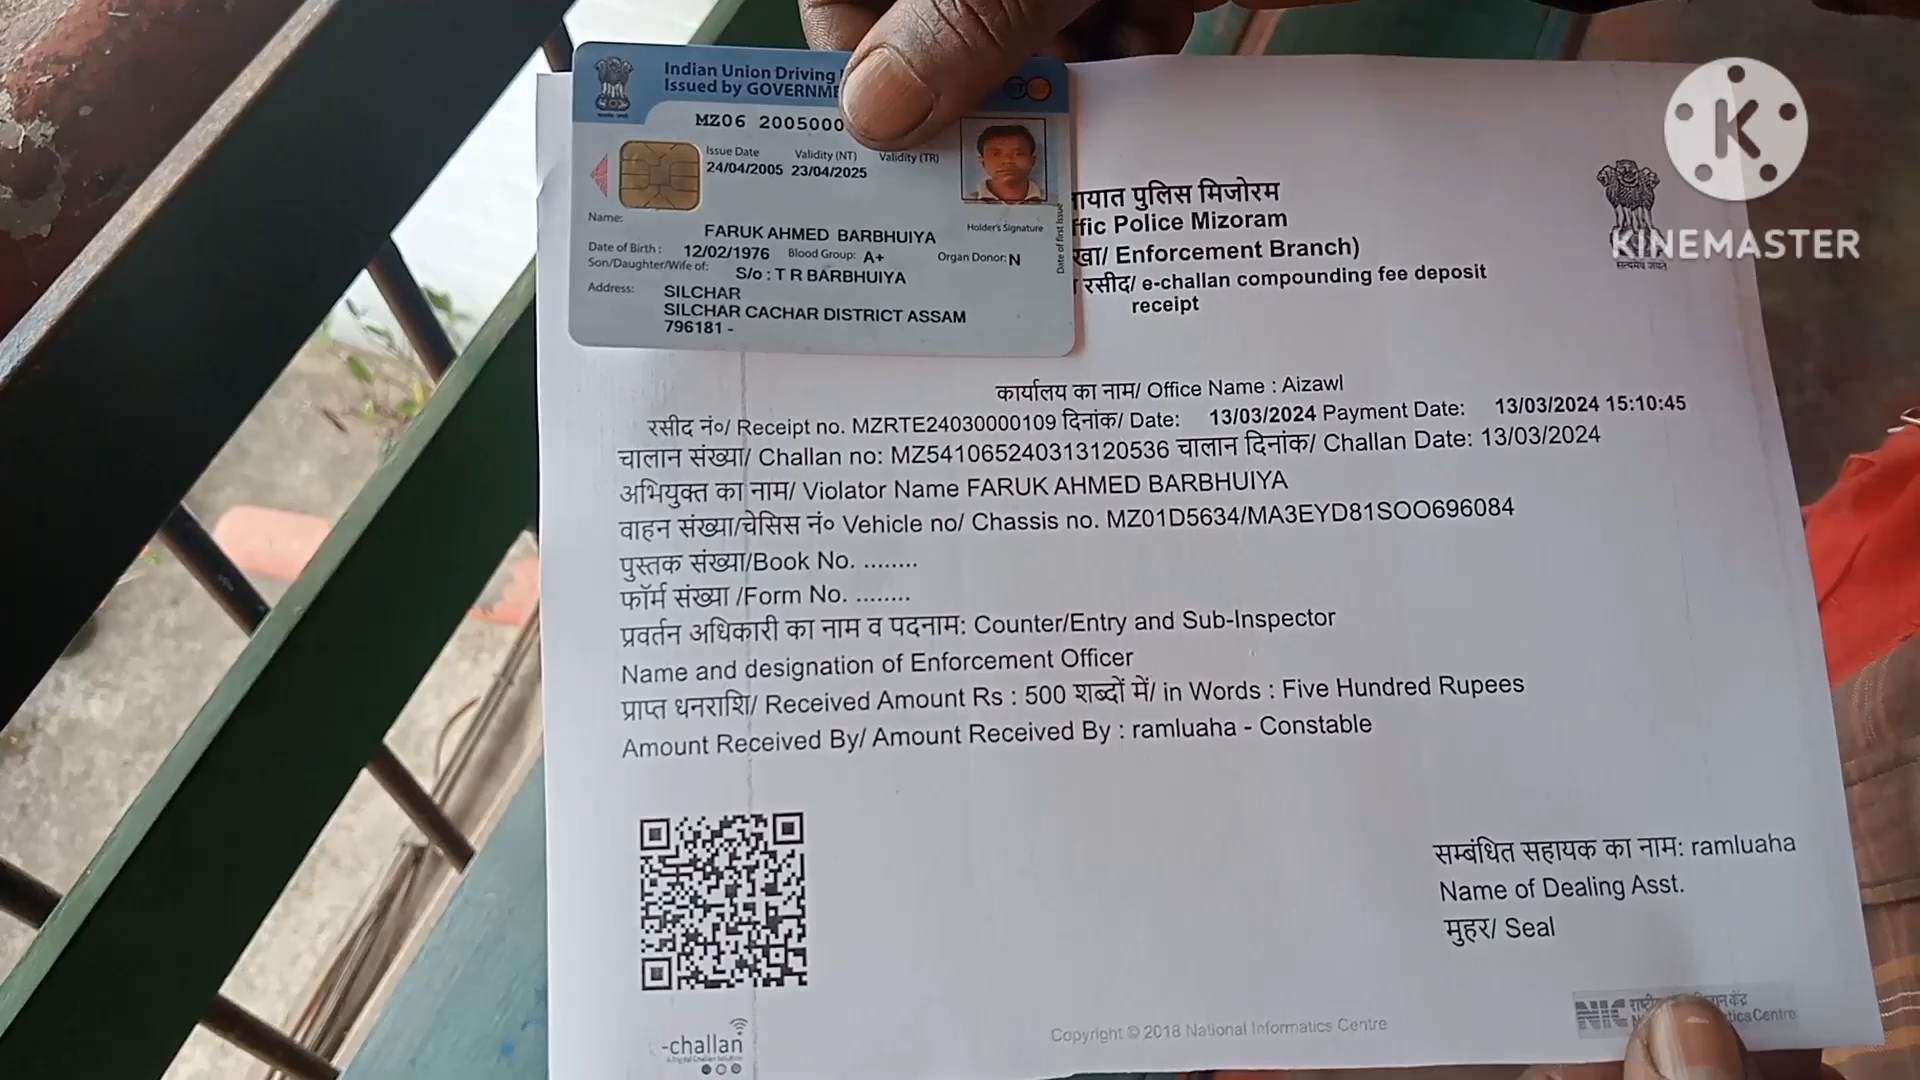 Indian Union Driving
Issued by GOVERNME
MZ06 2005000
Issue Date Validity (NT) Validity (TR)
24/04/2005 23/04/2025
Name:
FARUK AHMED BARBHUIYA
Holder's Signature
Date of first Issue
Date of Birth : 12/02/1976 Blood Group: A+ Organ Donor: N
Son/Daughter/Wife of: S/o : T R BARBHUIYA
Address: SILCHAR
SILCHAR CACHAR DISTRICT ASSAM
796181 -
K
KINEMASTER
सत्यमेव जयते
यात पुलिस मिजोरम
ffic Police Mizoram
खा/ Enforcement Branch)
रसीद/ e-challan compounding fee deposit
receipt
कार्यालय का नाम/ Office Name : Aizawl
रसीद नं०/ Receipt no. MZRTE24030000109 दिनांक/ Date: 13/03/2024 Payment Date: 13/03/2024 15:10:45
चालान संख्या/ Challan no: MZ541065240313120536 चालान दिनांक/ Challan Date: 13/03/2024
अभियुक्त का नाम/ Violator Name FARUK AHMED BARBHUIYA
वाहन संख्या/चेसिस नं० Vehicle no/ Chassis no. MZ01D5634/MA3EYD81SOO696084
पुस्तक संख्या/Book No. ........
फॉर्म संख्या /Form No. ........
प्रवर्तन अधिकारी का नाम व पदनाम: Counter/Entry and Sub-Inspector
Name and designation of Enforcement Officer
प्राप्त धनराशि/ Received Amount Rs : 500 शब्दों में/ in Words : Five Hundred Rupees
Amount Received By/ Amount Received By : ramluaha - Constable
सम्बंधित सहायक का नाम: ramluaha
Name of Dealing Asst.
मुहर/ Seal
-challan
Copyright © 2018 National Informatics Centre
NIC
tics Centre